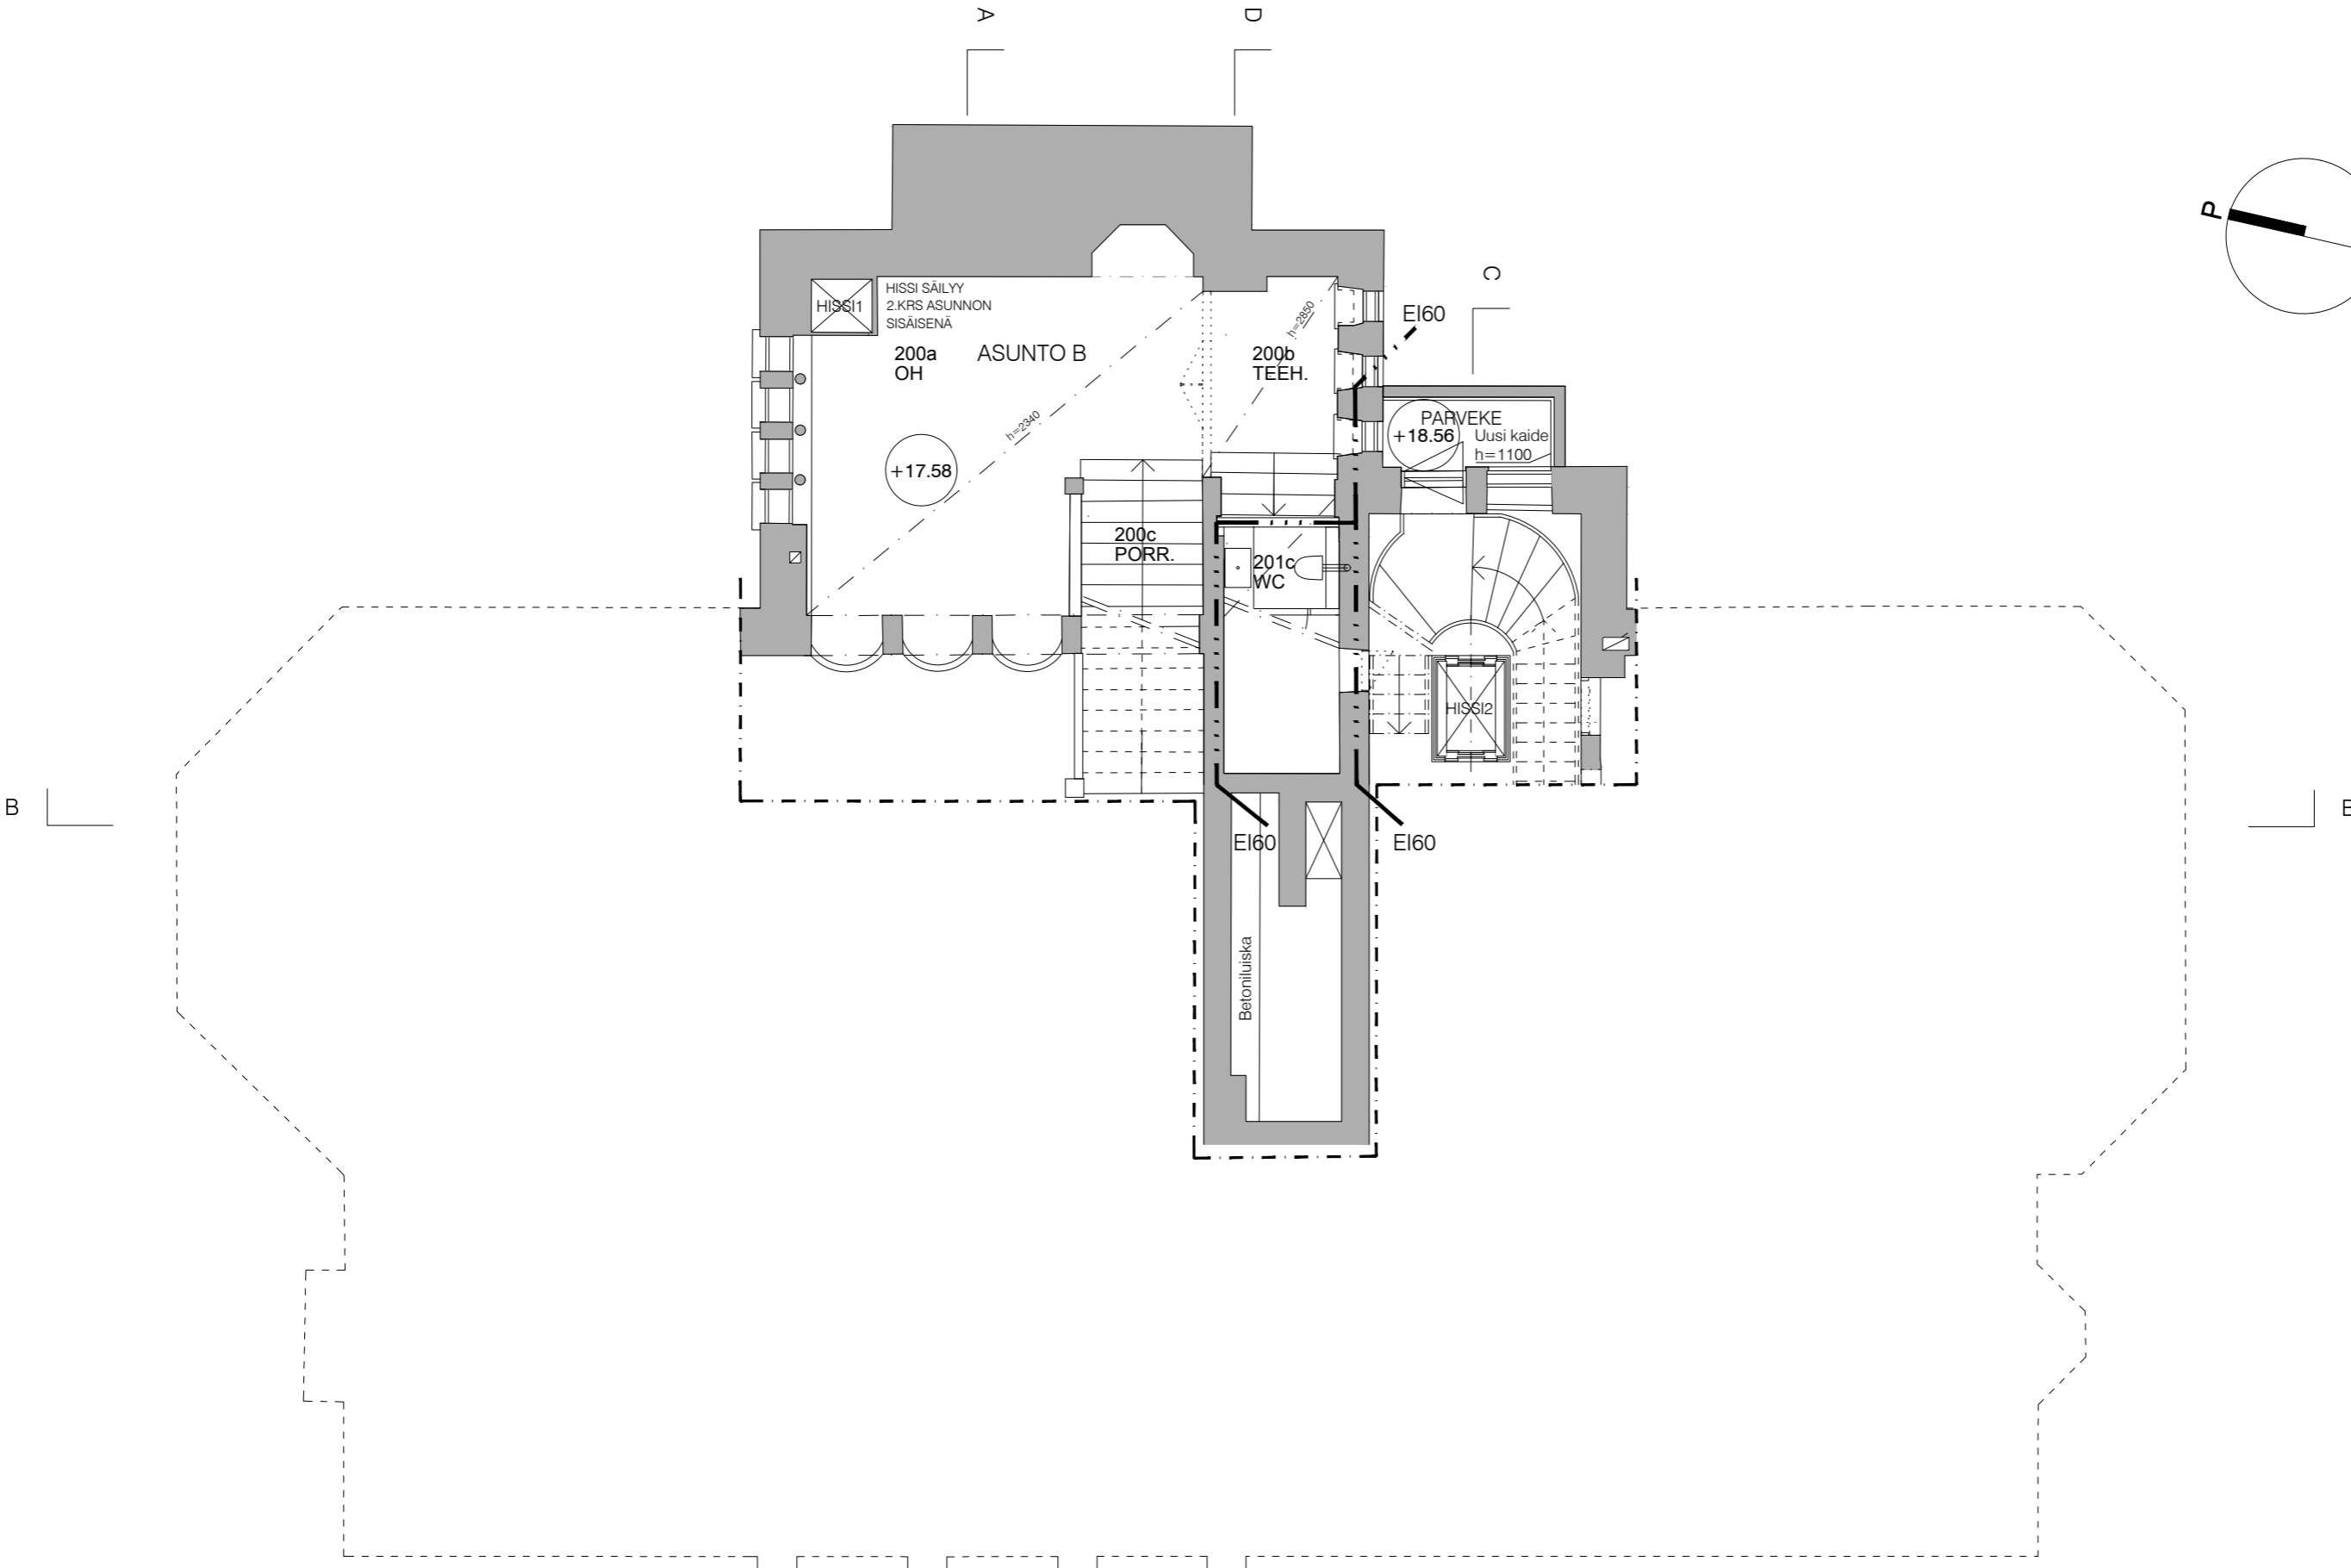 A
D
P
C
HISSI SÄILYY
2.KRS ASUNNON
SISÄISENÄ
HISSI1
200a
OH
ASUNTO B
h=2340
+17.58
h=2850
200b
TEEH.
EI60
PARVEKE
+18.56
Uusi kaide
h=1100
200c
PORR.
201c
WC
HISSI2
B
EI60
EI60
Betoniluiska